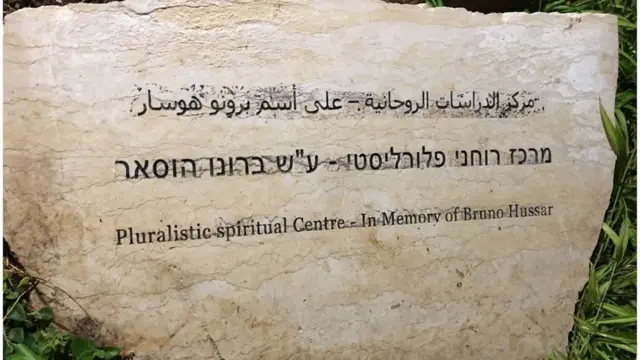 مركز الدراسات الروحانية – على أسم برونو هوسار
מרכז רוחני פלורליסטי - ע"ש ברונו הוסאר
Pluralistic spiritual Centre - In Memory of Bruno Hussar